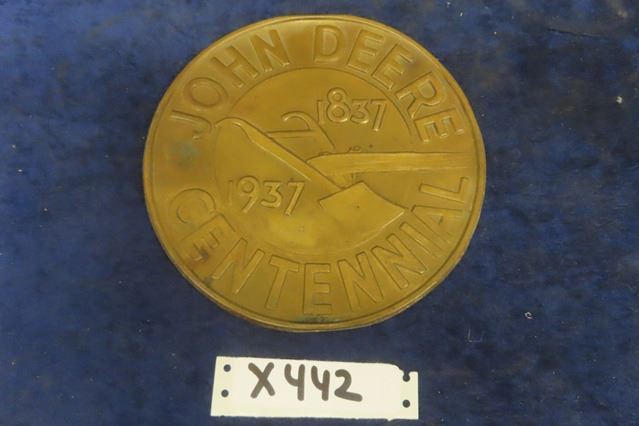 JOHN DEERE
1837
1937
CENTENNIAL
X442